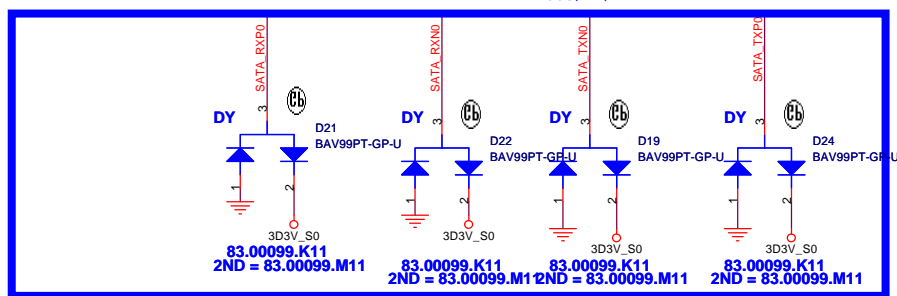 SATA_RXP0
SATA_RXN0
SATA_TXN0
SATA_TXP0
DY
3
D21
BAV99PT-GP-U
1
2
3D3V_S0
83.00099.K11
2ND = 83.00099.M11
DY
3
D22
BAV99PT-GP-U
1
2
3D3V_S0
83.00099.K11
2ND = 83.00099.M11
DY
3
D19
BAV99PT-GP-U
1
2
3D3V_S0
83.00099.K11
2ND = 83.00099.M11
DY
3
D24
BAV99PT-GP-U
1
2
3D3V_S0
83.00099.K11
2ND = 83.00099.M11